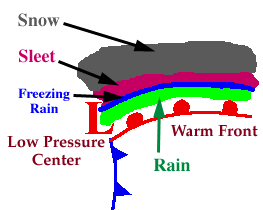 Snow
Sleet
Freezing
Rain
L
Low Pressure
Center
Warm Front
Rain